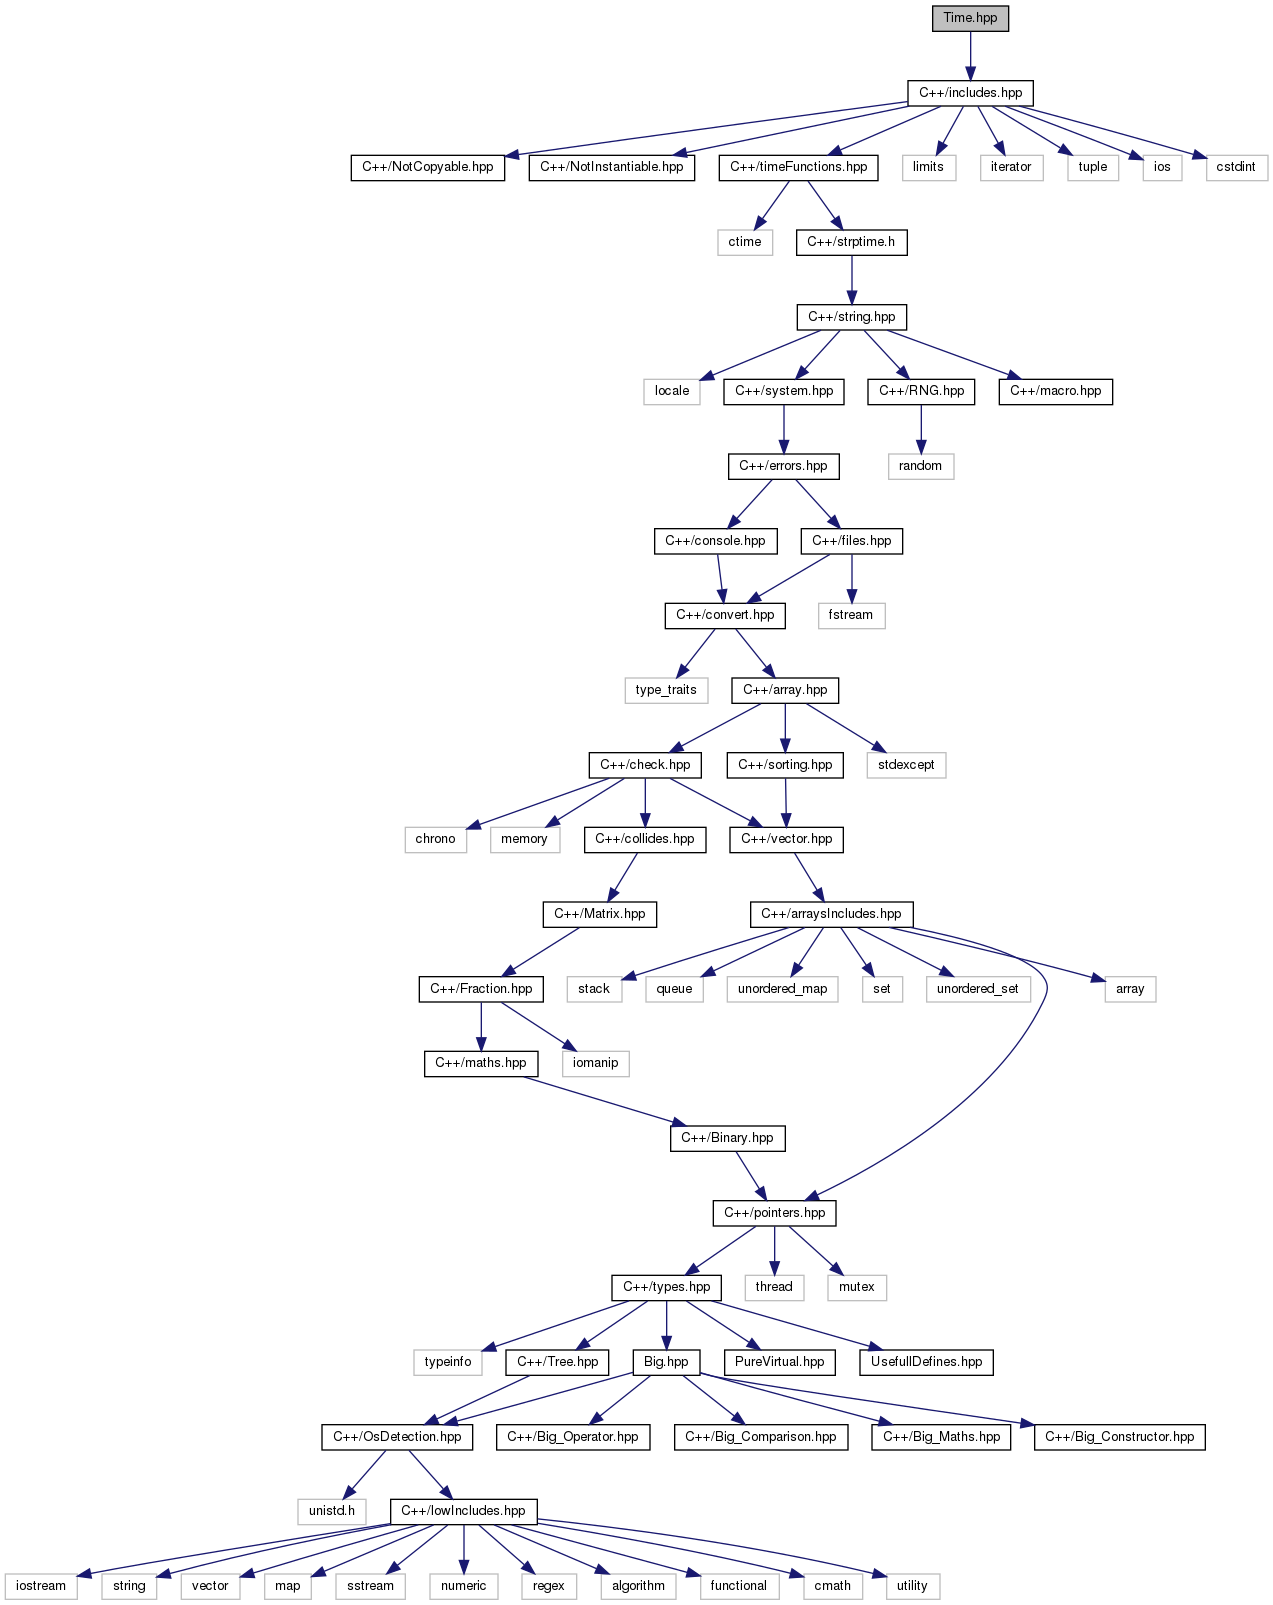 Time.hpp
C++/includes.hpp
C++/NotCopyable.hpp
C++/NotInstantiable.hpp
C++/timeFunctions.hpp
limits
iterator
tuple
ios
cstdint
ctime
C++/strptime.h
C++/string.hpp
locale
C++/system.hpp
C++/RNG.hpp
C++/macro.hpp
C++/errors.hpp
random
C++/console.hpp
C++/files.hpp
C++/convert.hpp
fstream
type_traits
C++/array.hpp
C++/check.hpp
C++/sorting.hpp
stdexcept
chrono
memory
C++/collides.hpp
C++/vector.hpp
C++/Matrix.hpp
C++/arraysIncludes.hpp
C++/Fraction.hpp
stack
queue
unordered_map
set
unordered_set
array
C++/maths.hpp
iomanip
C++/Binary.hpp
C++/pointers.hpp
C++/types.hpp
thread
mutex
typeinfo
C++/Tree.hpp
Big.hpp
PureVirtual.hpp
UsefullDefines.hpp
C++/OsDetection.hpp
C++/Big_Operator.hpp
C++/Big_Comparison.hpp
C++/Big_Maths.hpp
C++/Big_Constructor.hpp
unistd.h
C++/lowIncludes.hpp
iostream
string
vector
map
sstream
numeric
regex
algorithm
functional
cmath
utility